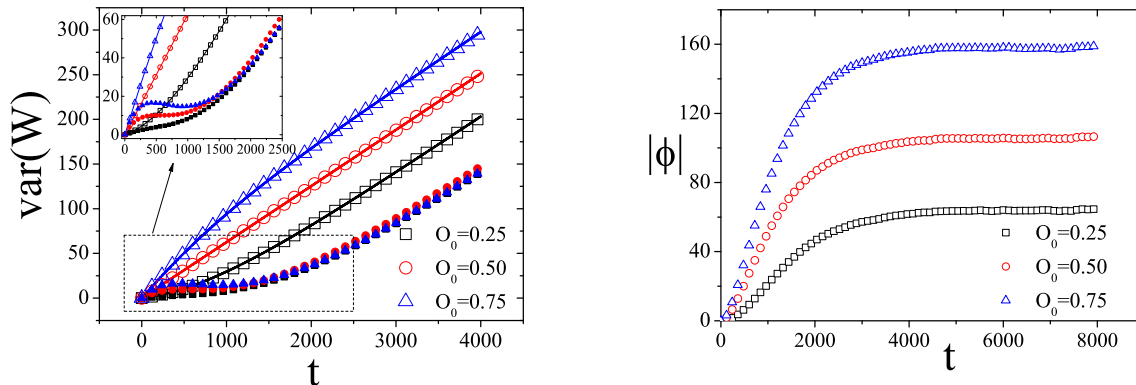 60
40
20
0
0 500 1000 1500 2000 2500
300
250
200
150
100
50
0
var(W)
O₀=0.25
O₀=0.50
O₀=0.75
0 1000 2000 3000 4000
t
160
120
80
40
0
|ϕ|
O₀=0.25
O₀=0.50
O₀=0.75
0 2000 4000 6000 8000
t